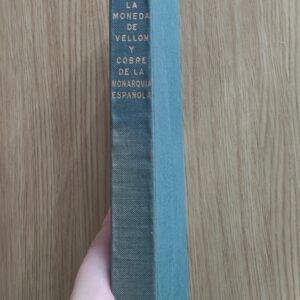 LA
MONEDA
DE
VELLON
Y
COBRE
DE LA
MONARQUIA
ESPAÑOLA